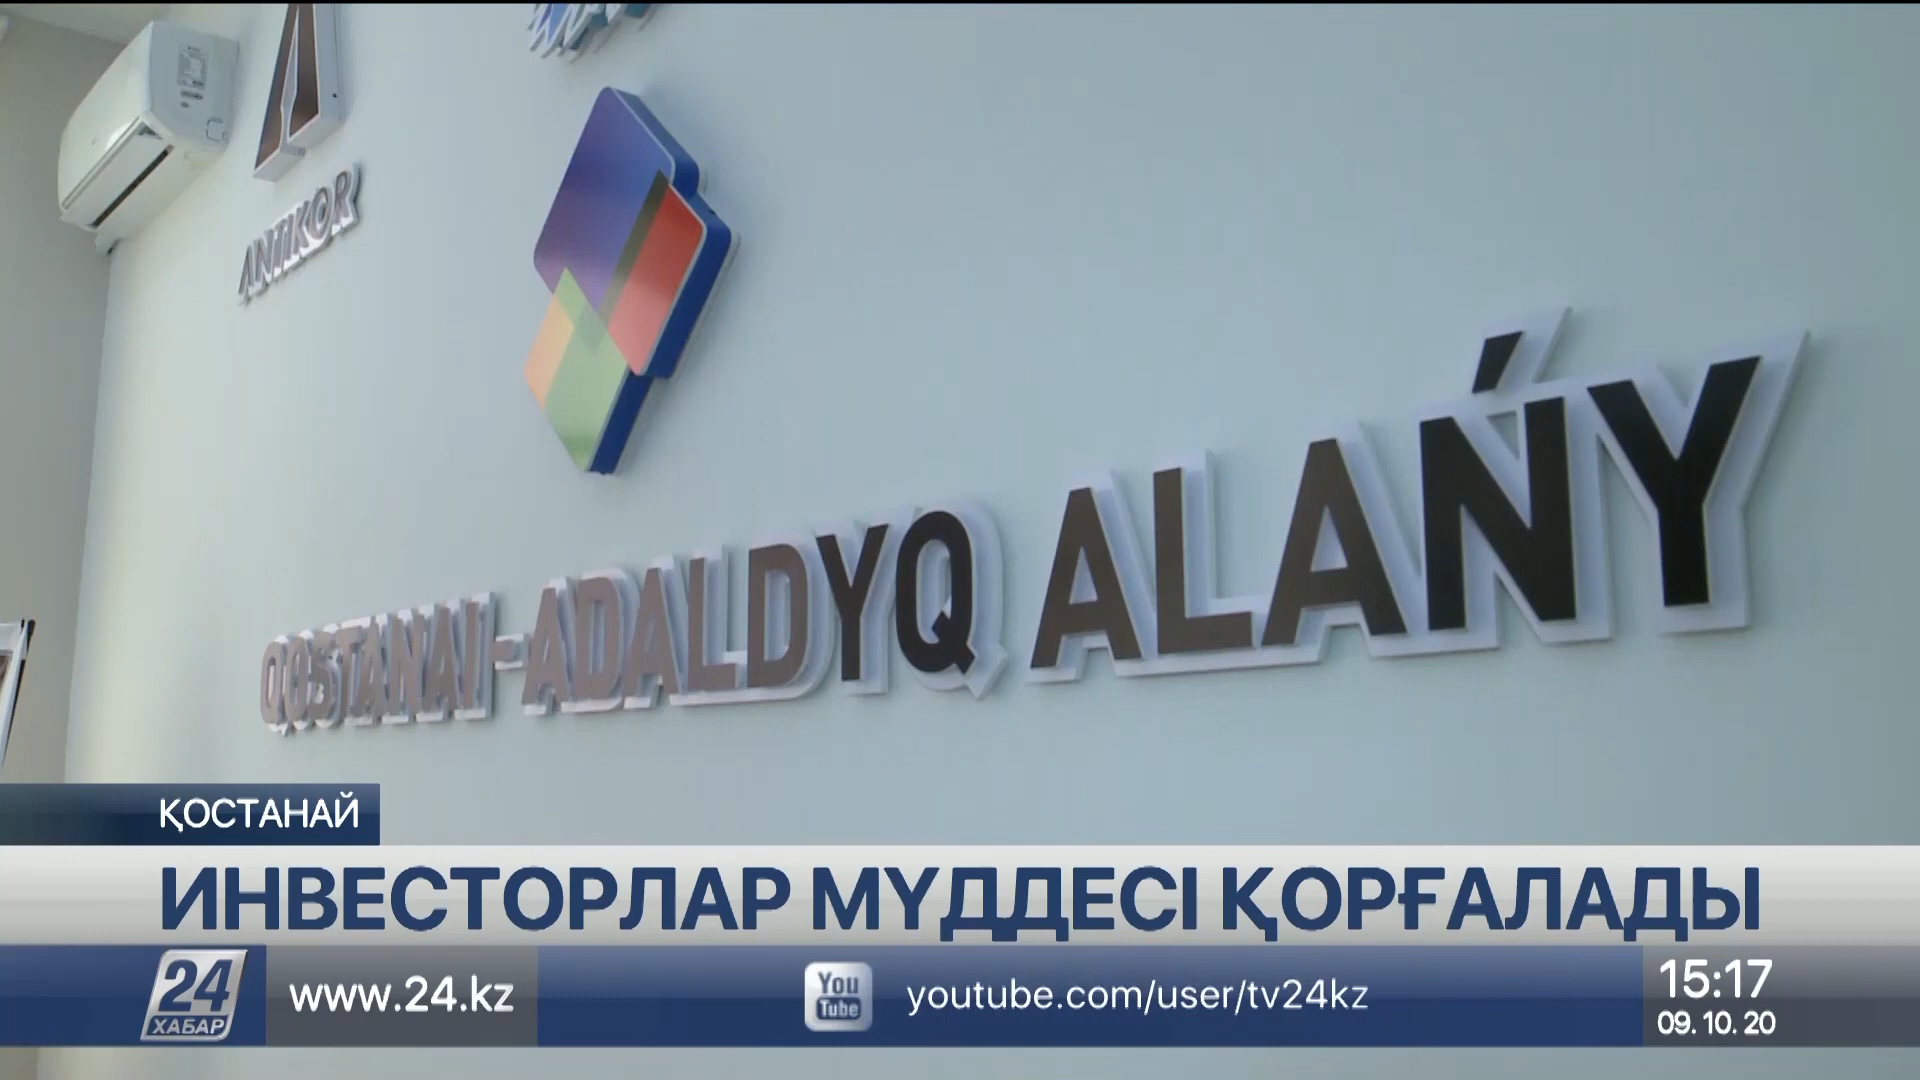 ANTIKOR
QOSTANAI-ADALDYQ ALAŃY
ҚОСТАНАЙ
ИНВЕСТОРЛАР МҮДДЕСІ ҚОРҒАЛАДЫ
24
ХАБАР
www.24.kz
You
Tube
youtube.com/user/tv24kz
15:17
09. 10. 20